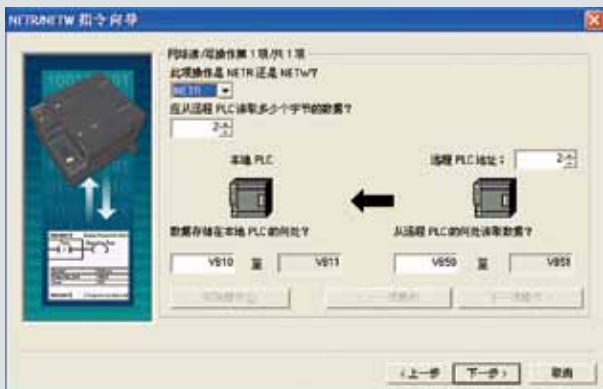 NETR/NETW 指令向导
网络读/写操作第 1 项/共 1 项
此项操作是 NETR 还是 NETW?
NETR
应从远程 PLC 读取多少个字节的数据?
2
本地 PLC
远程 PLC 地址: 2
数据存储在本地 PLC 的何处?
从远程 PLC 的何处读取数据?
VB10 至 VB11
VB50 至 VB51
<上一步
下一步>
取消